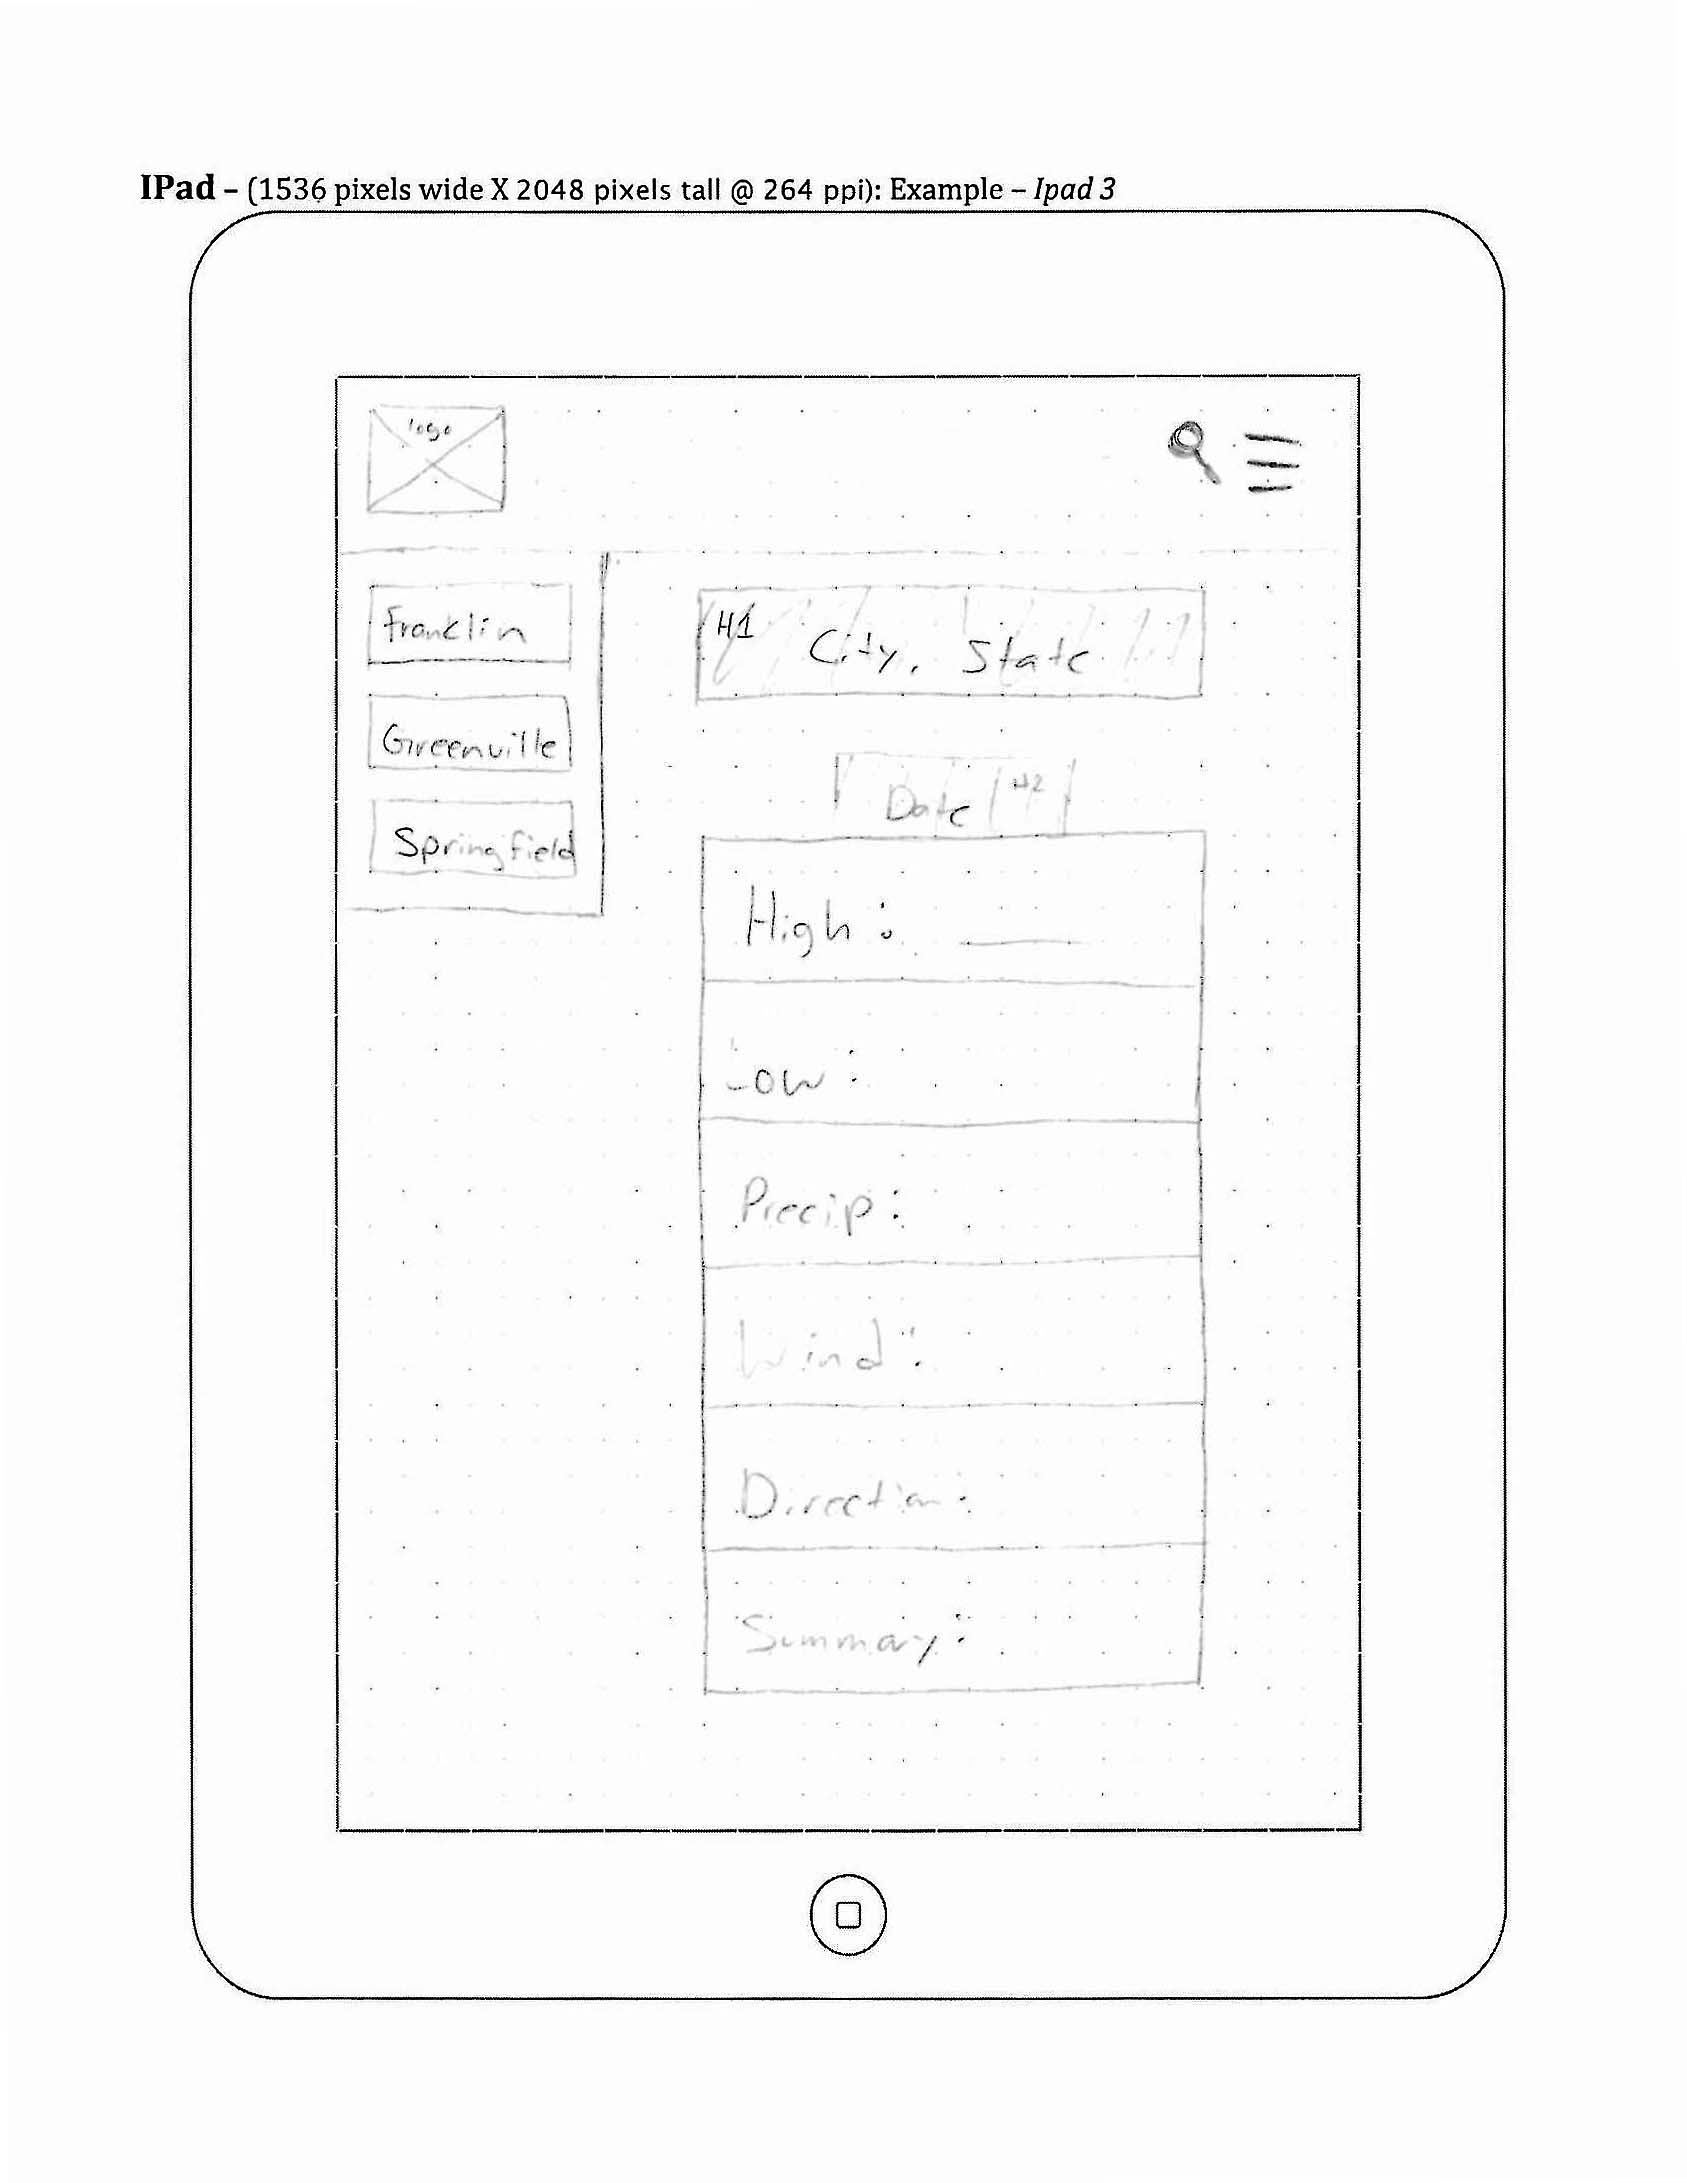 IPad – (1536 pixels wide X 2048 pixels tall @ 264 ppi): Example – Ipad 3
logo
Franklin
Greenville
Springfield
H1 City, State
Date H2
High:
Low:
Precip:
Wind:
Direction:
Summary: